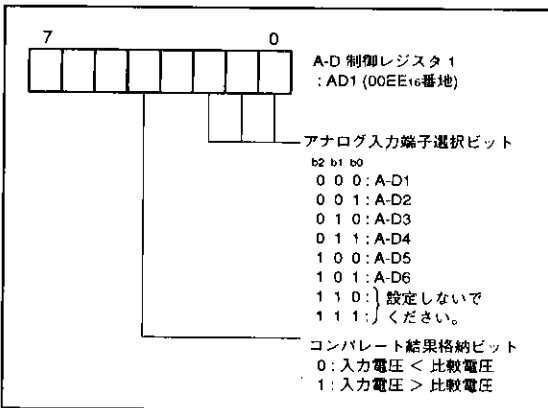 7 0
A-D 制御レジスタ 1
: AD1 (00EE16番地)
アナログ入力端子選択ビット
b2 b1 b0
0 0 0 : A-D1
0 0 1 : A-D2
0 1 0 : A-D3
0 1 1 : A-D4
1 0 0 : A-D5
1 0 1 : A-D6
1 1 0 : } 設定しないで
1 1 1 : } ください。
コンパレート結果格納ビット
0 : 入力電圧 < 比較電圧
1 : 入力電圧 > 比較電圧